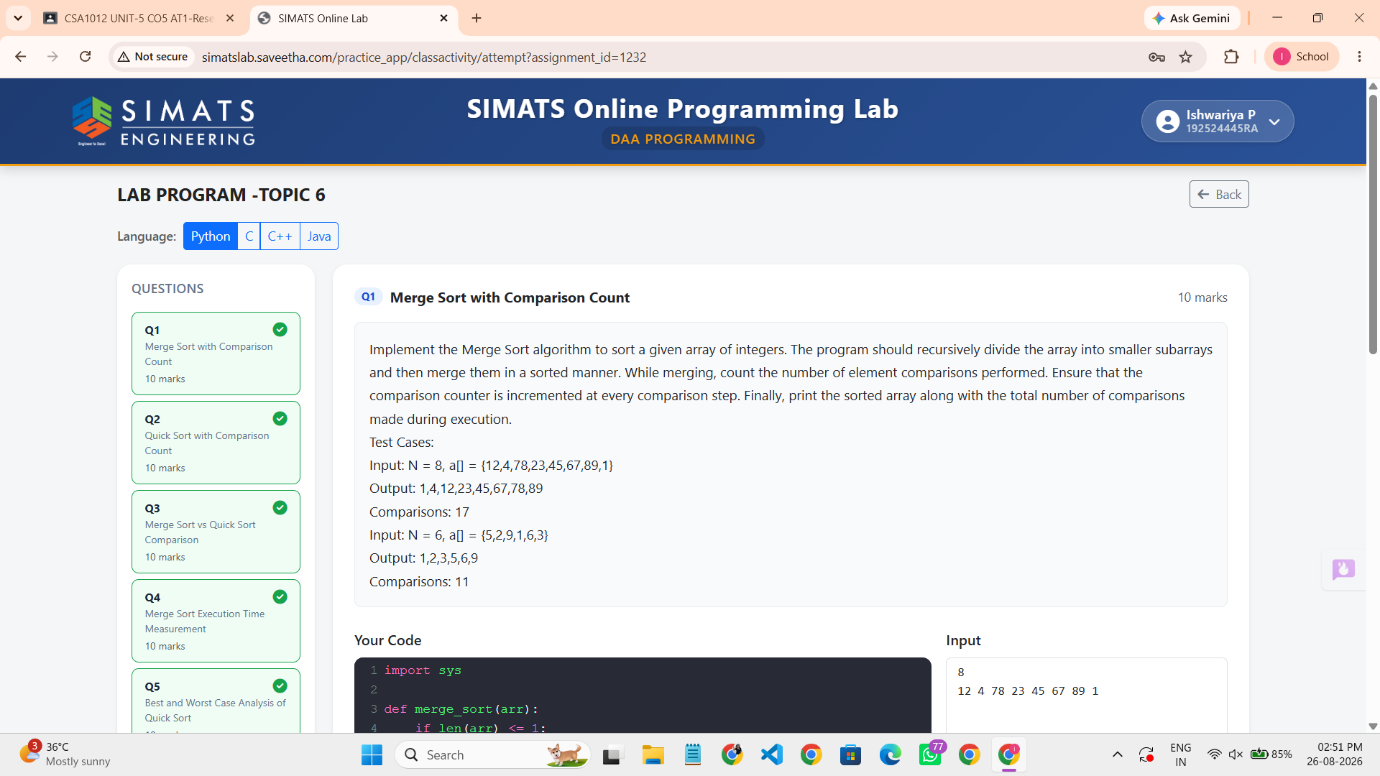 CSA1012 UNIT-5 CO5 AT1-Rese
SIMATS Online Lab
Ask Gemini
Not secure
simatslab.saveetha.com/practice_app/classactivity/attempt?assignment_id=1232
I
School
SIMATS
ENGINEERING
SIMATS Online Programming Lab
DAA PROGRAMMING
Ishwariya P
192524445RA
LAB PROGRAM -TOPIC 6
← Back
Language:
Python
C
C++
Java
QUESTIONS
Q1
Merge Sort with Comparison
Count
10 marks
Q2
Quick Sort with Comparison
Count
10 marks
Q3
Merge Sort vs Quick Sort
Comparison
10 marks
Q4
Merge Sort Execution Time
Measurement
10 marks
Q5
Best and Worst Case Analysis of
Quick Sort
Q1 Merge Sort with Comparison Count
10 marks
Implement the Merge Sort algorithm to sort a given array of integers. The program should recursively divide the array into smaller subarrays
and then merge them in a sorted manner. While merging, count the number of element comparisons performed. Ensure that the
comparison counter is incremented at every comparison step. Finally, print the sorted array along with the total number of comparisons
made during execution.
Test Cases:
Input: N = 8, a[] = {12,4,78,23,45,67,89,1}
Output: 1,4,12,23,45,67,78,89
Comparisons: 17
Input: N = 6, a[] = {5,2,9,1,6,3}
Output: 1,2,3,5,6,9
Comparisons: 11
Your Code
1 import sys
2
3 def merge_sort(arr):
4 if len(arr) <= 1:
Input
8
12 4 78 23 45 67 89 1
3
36°C
Mostly sunny
Search
77
ENG
IN
85%
02:51 PM
26-08-2026